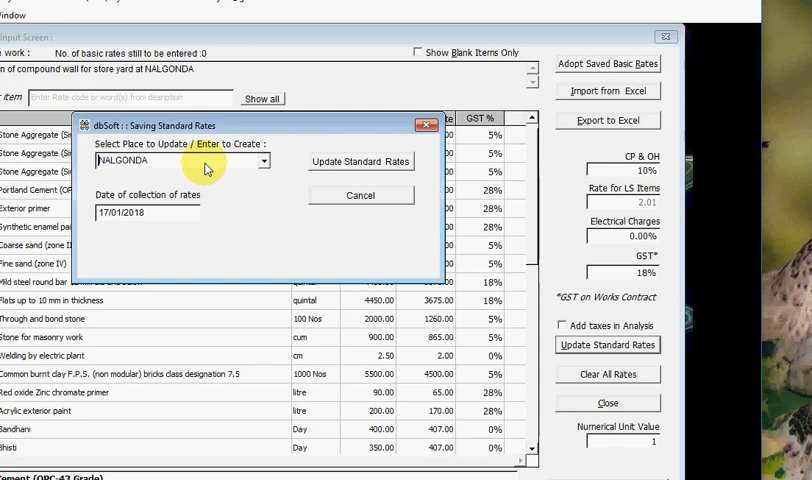 indow
Input Screen :
e work : No. of basic rates still to be entered :0 Show Blank Items Only
n of compound wall for store yard at NALGONDA
item Enter Rate code or word(s) from desription Show all
GST %
Stone Aggregate (Si 5%
Stone Aggregate (Si 5%
Stone Aggregate (Si 5%
Portland Cement (OP 28%
Exterior primer 28%
Synthetic enamel pai 28%
Coarse sand (zone II 5%
Fine sand (zone IV) 5%
18%
Flats up to 10 mm in thickness quintal 4450.00 3675.00 18%
Through and bond stone 100 Nos 2000.00 1260.00 5%
Stone for masonry work cum 900.00 865.00 5%
Welding by electric plant cm 2.50 2.00 0%
Common burnt clay F.P.S. (non modular) bricks class designation 7.5 1000 Nos 5500.00 4500.00 5%
Red oxide Zinc chromate primer litre 90.00 65.00 28%
Acrylic exterior paint litre 200.00 170.00 28%
Bandhani Day 400.00 407.00 0%
Bhisti Day 350.00 407.00 0%
Cement (OPC-43 Grade)
dbSoft : : Saving Standard Rates
Select Place to Update / Enter to Create :
NALGONDA
Update Standard Rates
Date of collection of rates
Cancel
17/01/2018
Adopt Saved Basic Rates
Import from Excel
Export to Excel
CP & OH
10%
Rate for LS Items
2.01
Electrical Charges
0.00%
GST*
18%
*GST on Works Contract
Add taxes in Analysis
Update Standard Rates
Clear All Rates
Close
Numerical Unit Value
1